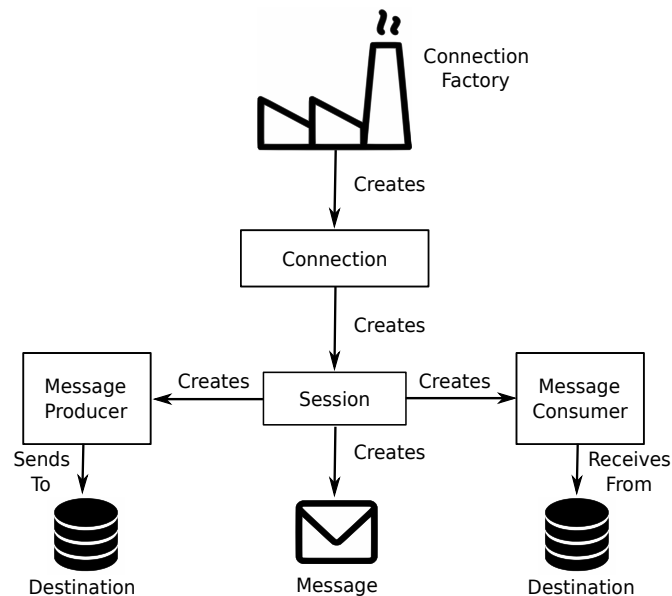 Connection
Factory
Creates
Connection
Creates
Message
Producer
Creates
Session
Creates
Message
Consumer
Creates
Sends
To
Receives
From
Destination
Message
Destination